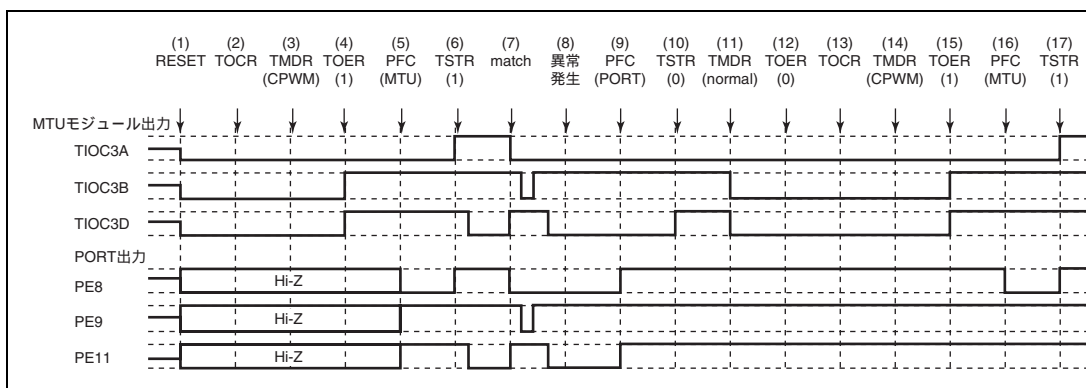 (1) (2) (3) (4) (5) (6) (7) (8) (9) (10) (11) (12) (13) (14) (15) (16) (17)
RESET TOCR TMDR TOER PFC TSTR match 異常 PFC TSTR TMDR TOER TOCR TMDR TOER PFC TSTR
(CPWM) (1) (MTU) (1) 発生 (PORT) (0) (normal) (0) (CPWM) (1) (MTU) (1)
MTUモジュール出力
TIOC3A
TIOC3B
TIOC3D
PORT出力
PE8 Hi-Z
PE9 Hi-Z
PE11 Hi-Z